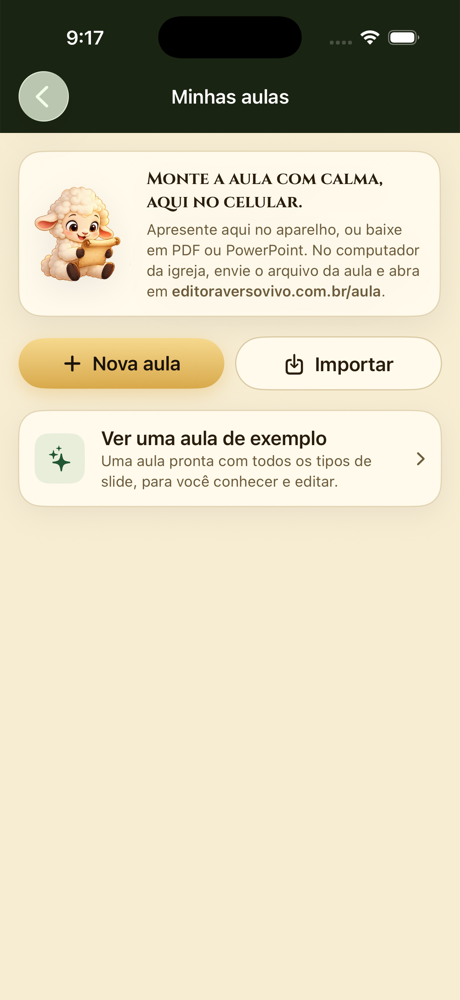 9:17
Minhas aulas
Monte a aula com calma,
aqui no celular.
Apresente aqui no aparelho, ou baixe
em PDF ou PowerPoint. No computador
da igreja, envie o arquivo da aula e abra
em editoraversovivo.com.br/aula.
Nova aula
Importar
Ver uma aula de exemplo
Uma aula pronta com todos os tipos de
slide, para você conhecer e editar.